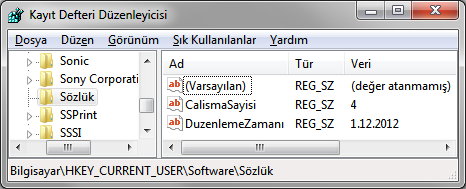 Kayıt Defteri Düzenleyicisi
Dosya Düzen Görünüm Sık Kullanılanlar Yardım
Sonic
Sony Corporati
Sözlük
SSPrint
SSSI
Ad Tür Veri
(Varsayılan) REG_SZ (değer atanmamış)
CalismaSayisi REG_SZ 4
DuzenlemeZamanı REG_SZ 1.12.2012
Bilgisayar\HKEY_CURRENT_USER\Software\Sözlük